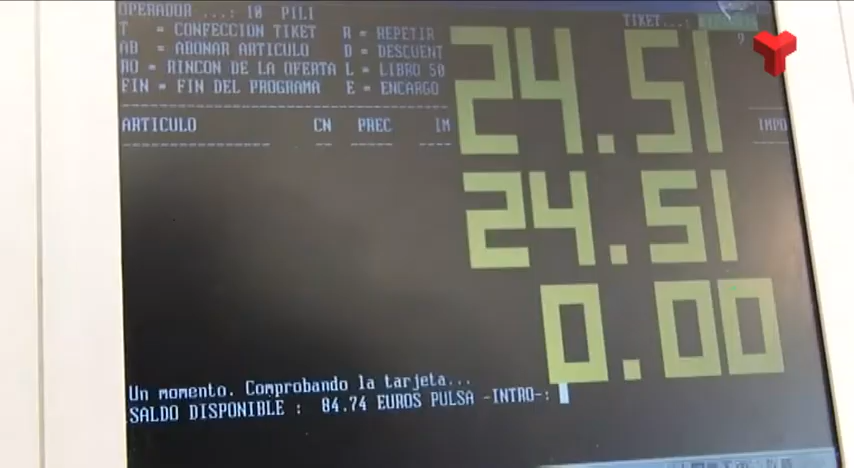 OPERADOR ...: 10 PILI
TIKET...:
T = CONFECCION TIKET R = REPETIR
9
AB = ABONAR ARTICULO D = DESCUENT
RO = RINCON DE LA OFERTA L = LIBRO 50
FIN = FIN DEL PROGRAMA E = ENCARGO
24.51
ARTICULO CN PREC IM IMPO
24.51
0.00
Un momento. Comprobando la tarjeta...
SALDO DISPONIBLE : 84.74 EUROS PULSA -INTRO-: